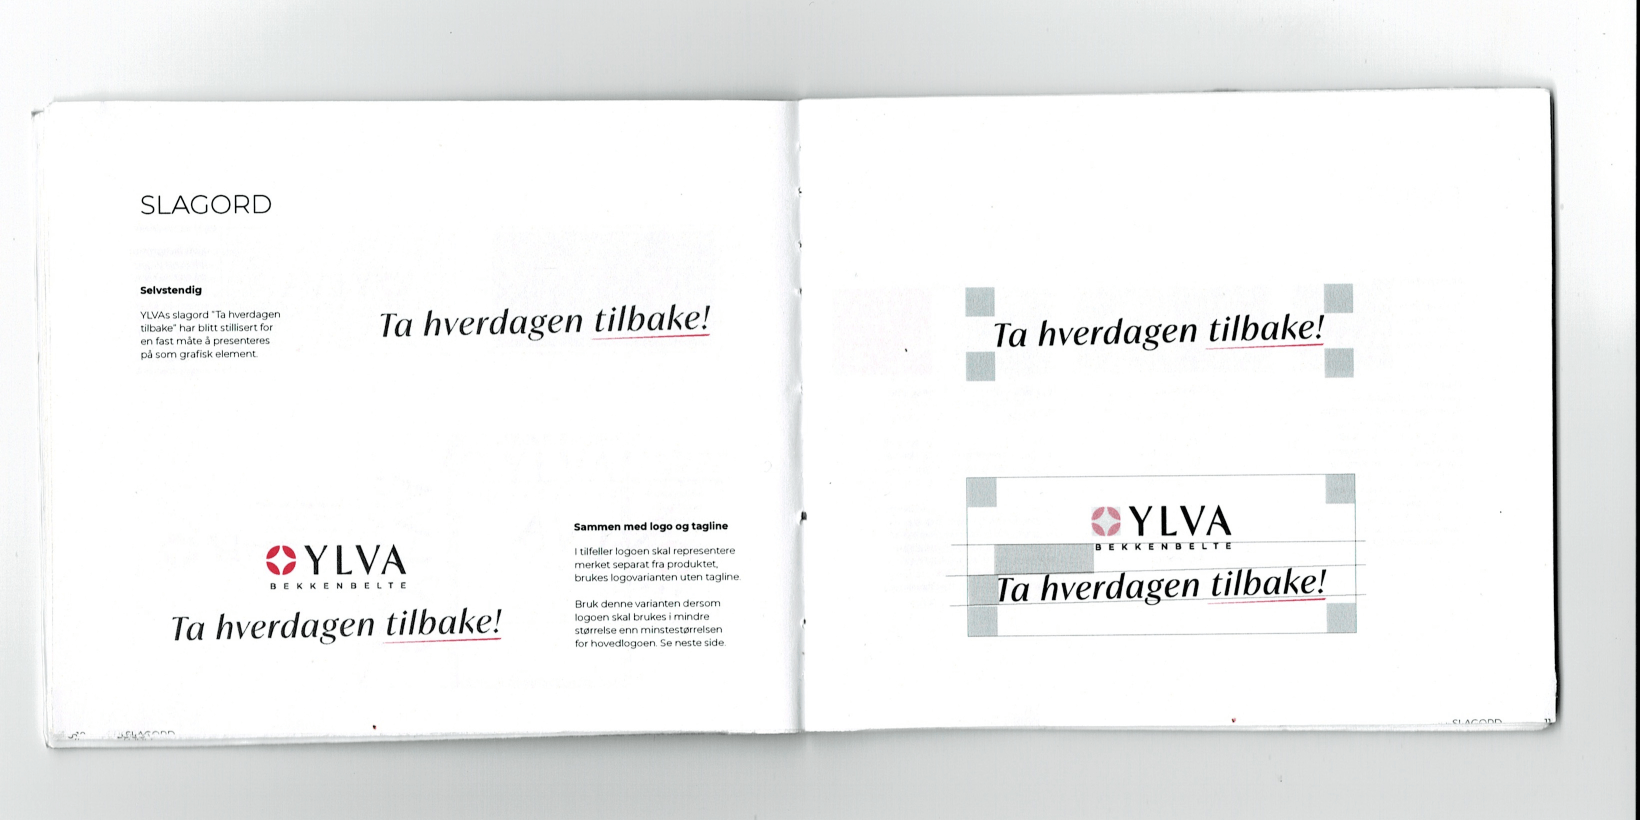 SLAGORD
Selvstendig
YLVAs slagord "Ta hverdagen
tilbake" har blitt stillisert for
en fast måte å presenteres
på som grafisk element.
Ta hverdagen tilbake!
YLVA
BEKKENBELTE
Ta hverdagen tilbake!
Sammen med logo og tagline
I tilfeller logoen skal representere
merket separat fra produktet,
brukes logovarianten uten tagline.
Bruk denne varianten dersom
logoen skal brukes i mindre
størrelse enn minstestørrelsen
for hovedlogoen. Se neste side.
Ta hverdagen tilbake!
YLVA
BEKKENBELTE
Ta hverdagen tilbake!
SLAGORD